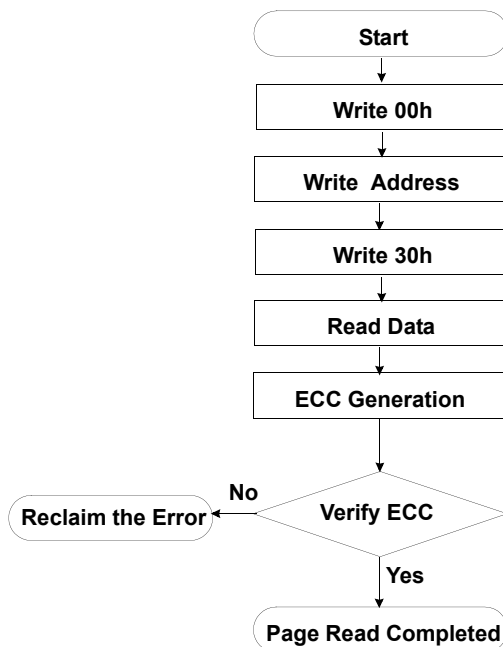 Start
Write 00h
Write Address
Write 30h
Read Data
ECC Generation
No
Reclaim the Error
Verify ECC
Yes
Page Read Completed